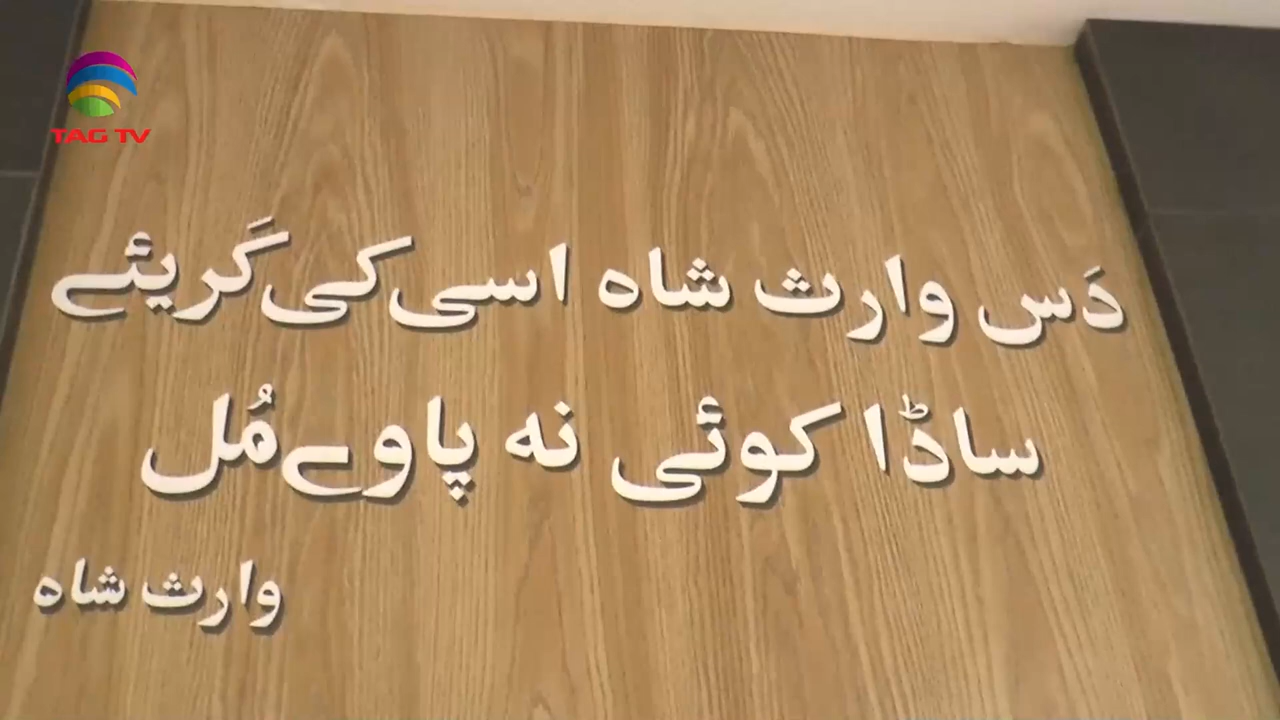 TAG TV
دَس وارث شاہ اسی کی کَریئے
ساڈا کوئی نہ پاوے مُل
وارث شاہ